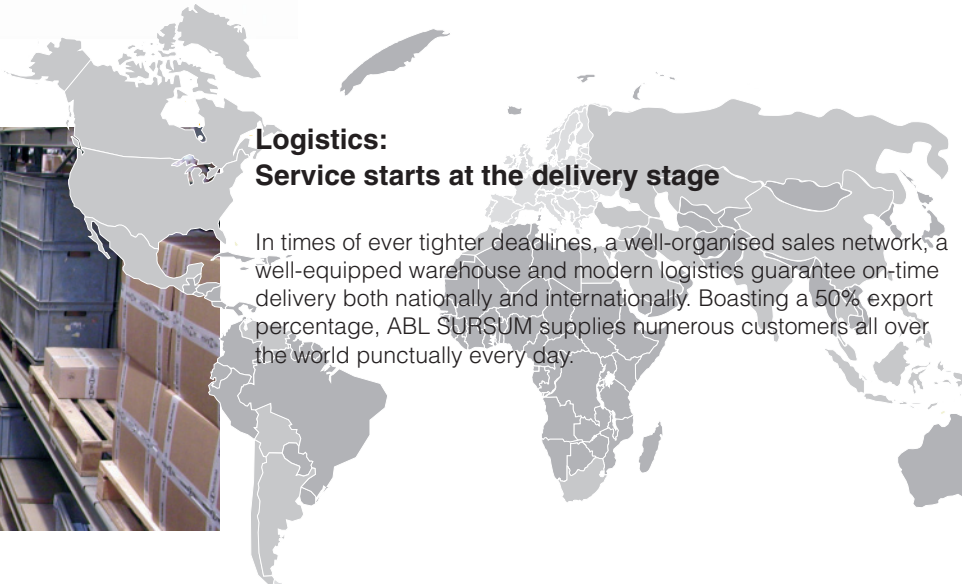 Logistics:
Service starts at the delivery stage
In times of ever tighter deadlines, a well-organised sales network, a
well-equipped warehouse and modern logistics guarantee on-time
delivery both nationally and internationally. Boasting a 50% export
percentage, ABL SURSUM supplies numerous customers all over
the world punctually every day.